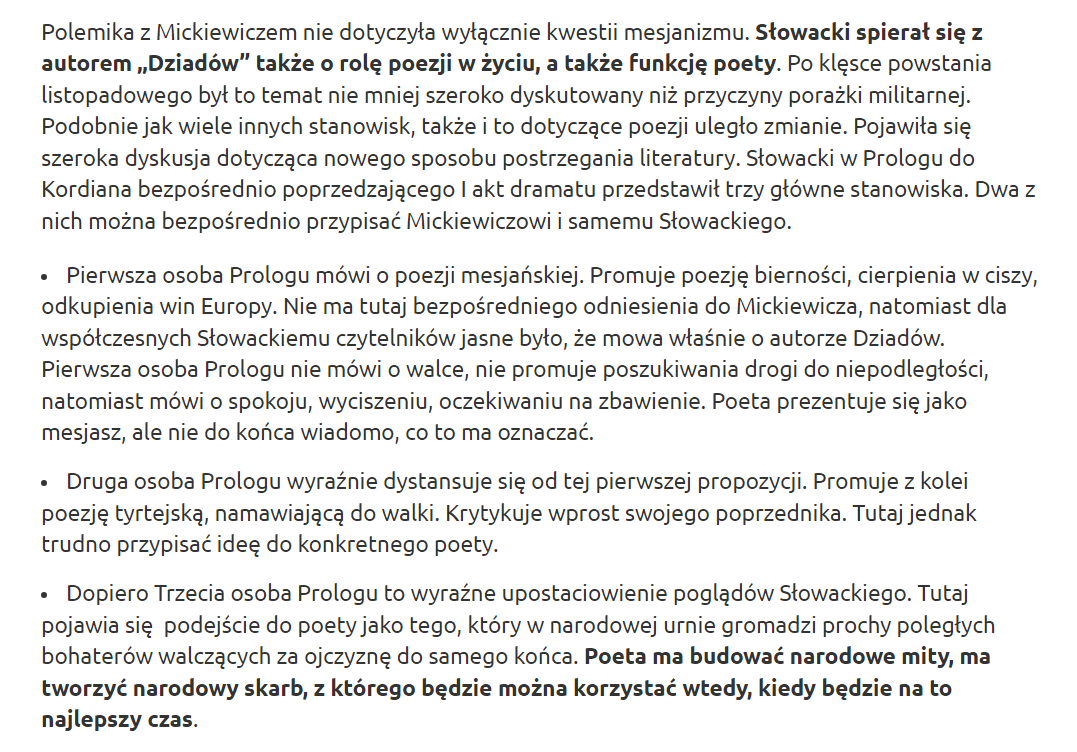 Polemika z Mickiewiczem nie dotyczyła wyłącznie kwestii mesjanizmu. Słowacki spierał się z
autorem „Dziadów” także o rolę poezji w życiu, a także funkcję poety. Po klęsce powstania
listopadowego był to temat nie mniej szeroko dyskutowany niż przyczyny porażki militarnej.
Podobnie jak wiele innych stanowisk, także i to dotyczące poezji uległo zmianie. Pojawiła się
szeroka dyskusja dotycząca nowego sposobu postrzegania literatury. Słowacki w Prologu do
Kordiana bezpośrednio poprzedzającego I akt dramatu przedstawił trzy główne stanowiska. Dwa z
nich można bezpośrednio przypisać Mickiewiczowi i samemu Słowackiego.
• Pierwsza osoba Prologu mówi o poezji mesjańskiej. Promuje poezję bierności, cierpienia w ciszy,
odkupienia win Europy. Nie ma tutaj bezpośredniego odniesienia do Mickiewicza, natomiast dla
współczesnych Słowackiemu czytelników jasne było, że mowa właśnie o autorze Dziadów.
Pierwsza osoba Prologu nie mówi o walce, nie promuje poszukiwania drogi do niepodległości,
natomiast mówi o spokoju, wyciszeniu, oczekiwaniu na zbawienie. Poeta prezentuje się jako
mesjasz, ale nie do końca wiadomo, co to ma oznaczać.
• Druga osoba Prologu wyraźnie dystansuje się od tej pierwszej propozycji. Promuje z kolei
poezję tyrtejską, namawiającą do walki. Krytykuje wprost swojego poprzednika. Tutaj jednak
trudno przypisać ideę do konkretnego poety.
• Dopiero Trzecia osoba Prologu to wyraźne upostaciowienie poglądów Słowackiego. Tutaj
pojawia się podejście do poety jako tego, który w narodowej urnie gromadzi prochy poległych
bohaterów walczących za ojczyznę do samego końca. Poeta ma budować narodowe mity, ma
tworzyć narodowy skarb, z którego będzie można korzystać wtedy, kiedy będzie na to
najlepszy czas.